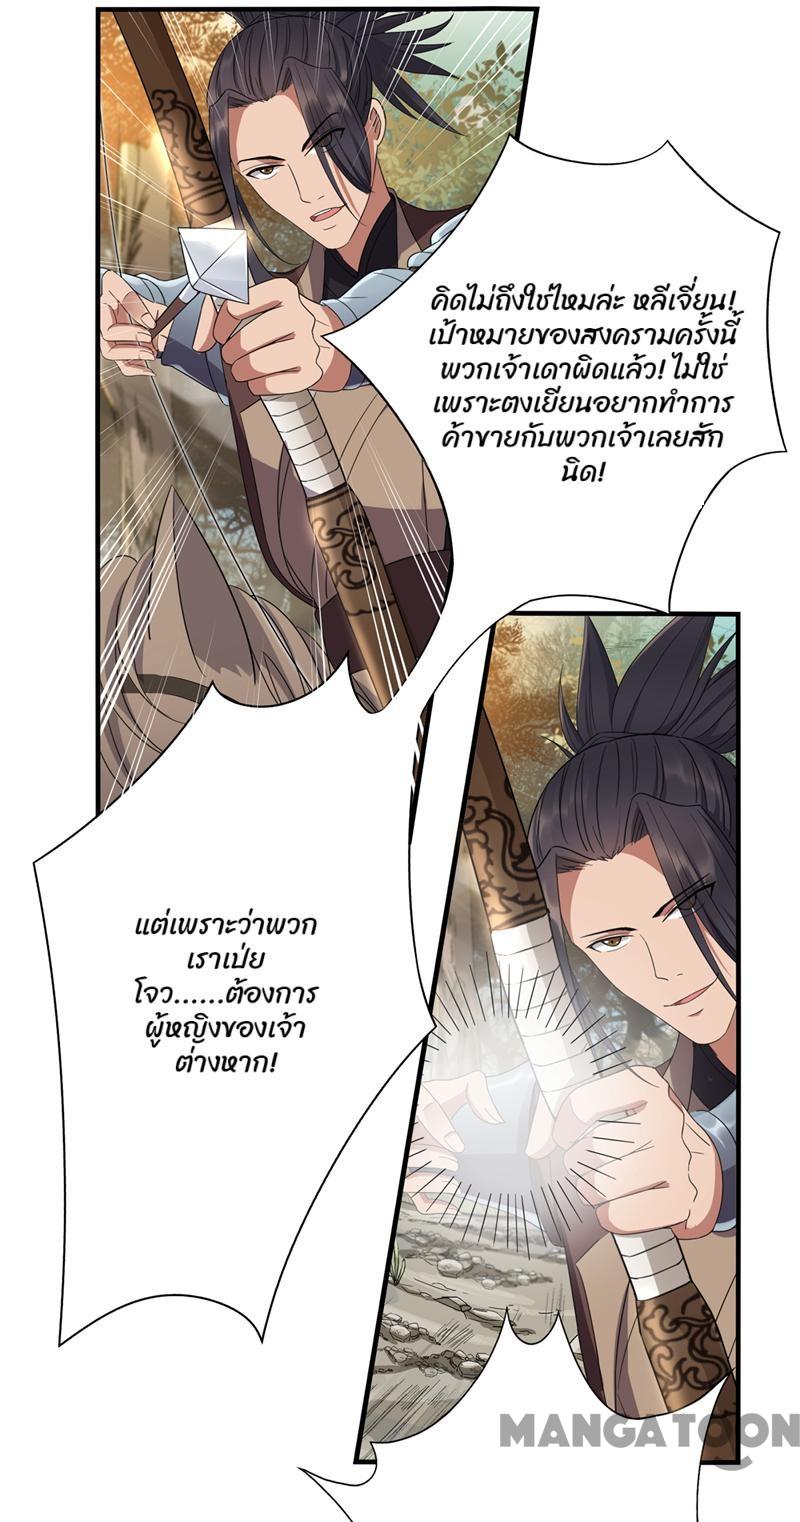 คิดไม่ถึงใช่ไหมล่ะ หลีเจี่ยน!
เป้าหมายของสงครามครั้งนี้
พวกเจ้าเดาผิดแล้ว! ไม่ใช่
เพราะตงเยียนอยากทำการ
ค้าขายกับพวกเจ้าเลยสัก
นิด!
แต่เพราะว่าพวก
เราเป่ย
โจว......ต้องการ
ผู้หญิงของเจ้า
ต่างหาก!
MANGATOON